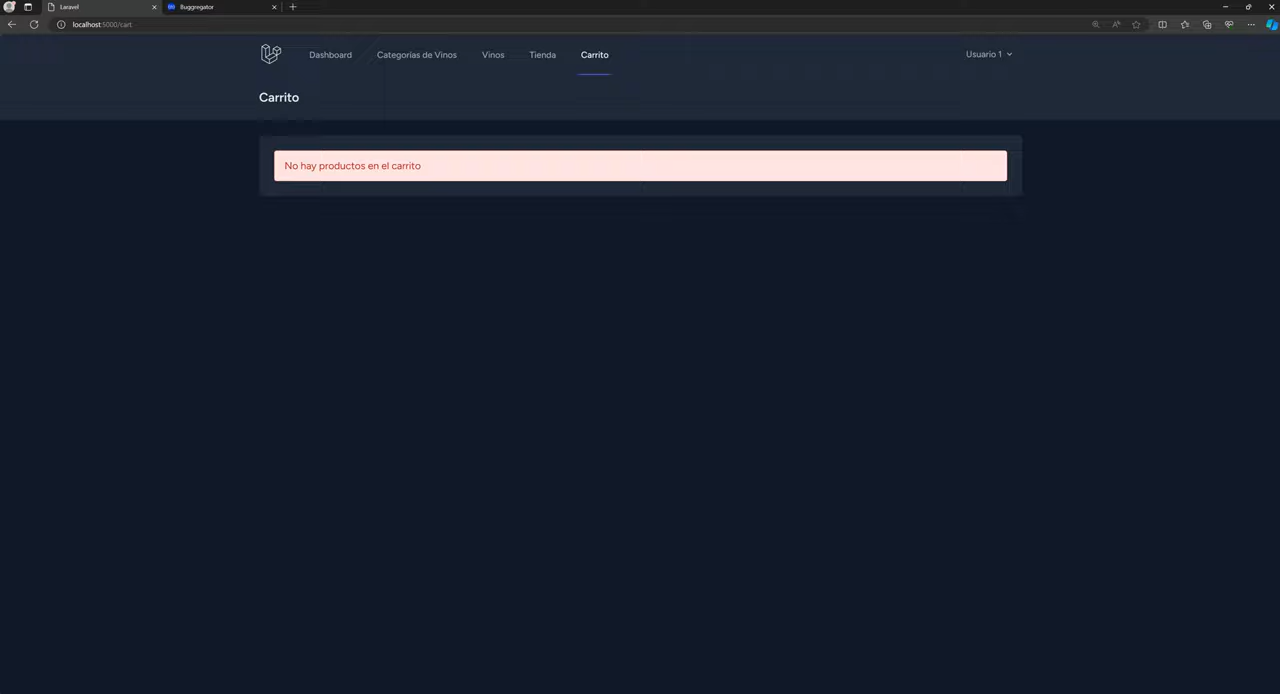 Laravel
Buggregator
localhost:5000/cart
Dashboard
Categorías de Vinos
Vinos
Tienda
Carrito
Usuario 1
Carrito
No hay productos en el carrito